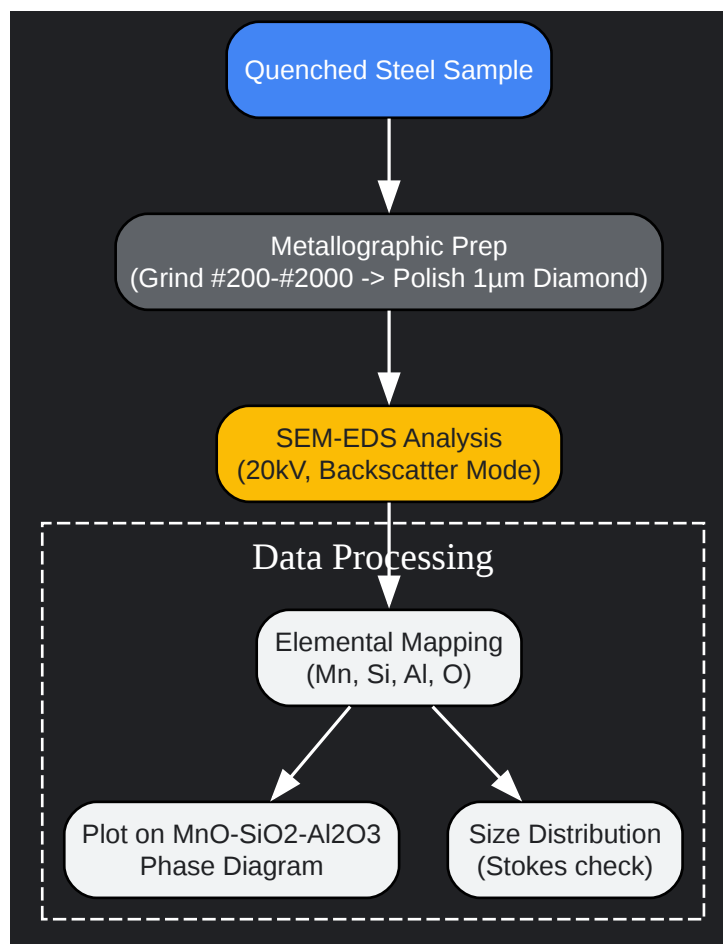 Quenched Steel Sample
Metallographic Prep
(Grind #200-#2000 -> Polish 1µm Diamond)
SEM-EDS Analysis
(20kV, Backscatter Mode)
Data Processing
Elemental Mapping
(Mn, Si, Al, O)
Plot on MnO-SiO2-Al2O3
Phase Diagram
Size Distribution
(Stokes check)